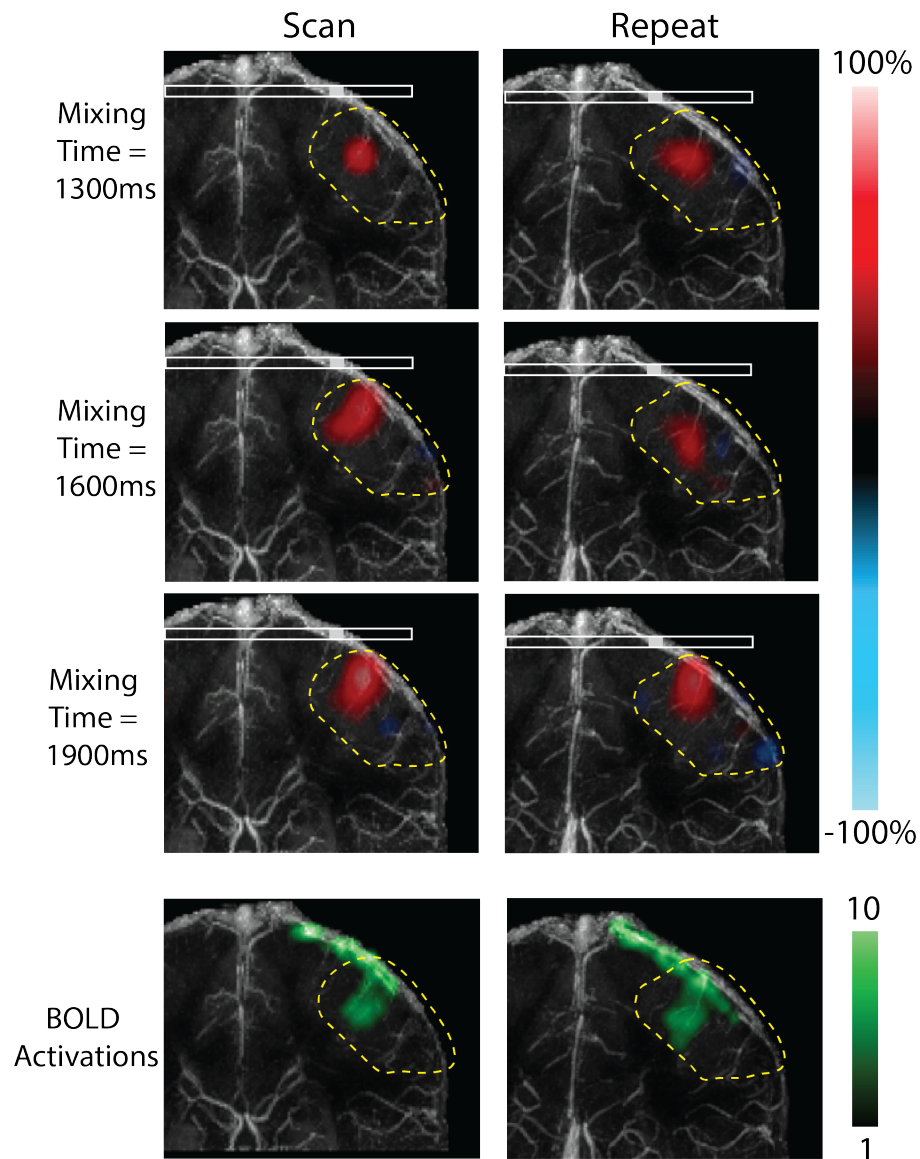 Scan
Repeat
100%
Mixing
Time =
1300ms
Mixing
Time =
1600ms
Mixing
Time =
1900ms
-100%
BOLD
Activations
10
1